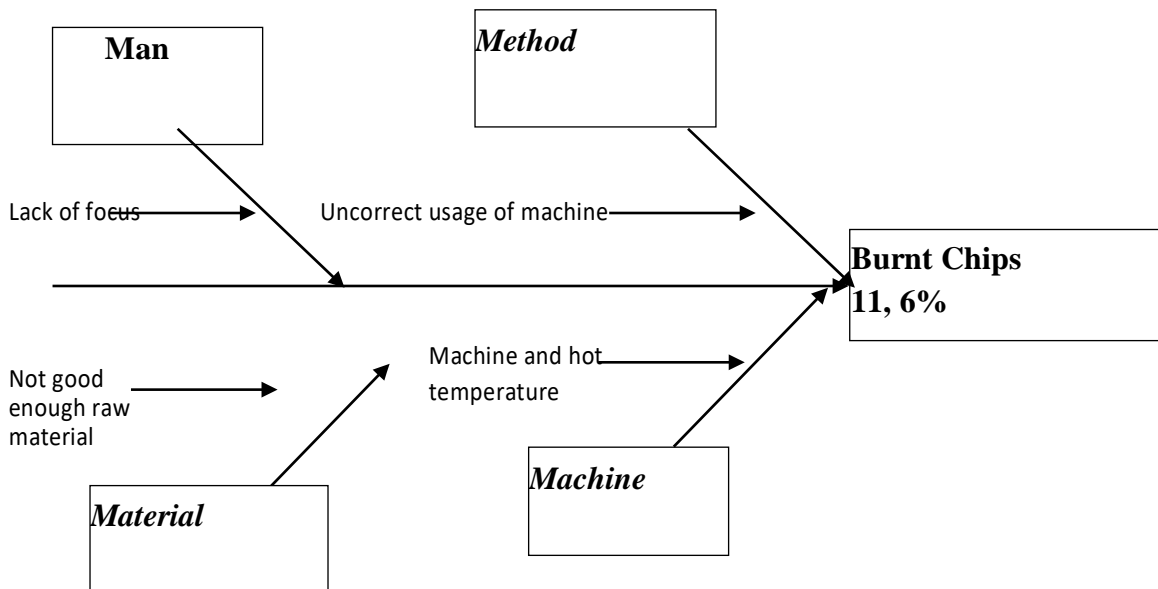 Man
Method
Lack of focus
Uncorrect usage of machine
Burnt Chips
11, 6%
Machine and hot
temperature
Not good
enough raw
material
Machine
Material